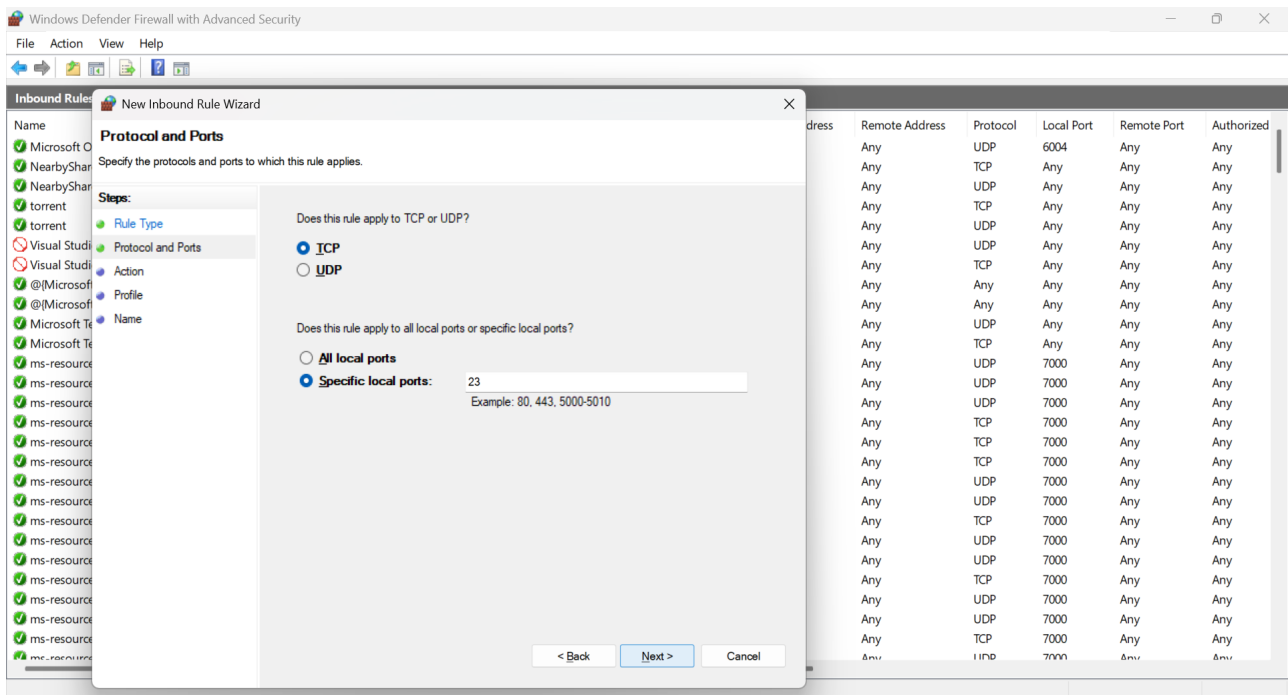 Windows Defender Firewall with Advanced Security
File Action View Help
Inbound Rules
New Inbound Rule Wizard
Protocol and Ports
Specify the protocols and ports to which this rule applies.
Steps:
Rule Type
Protocol and Ports
Action
Profile
Name
Does this rule apply to TCP or UDP?
TCP
UDP
Does this rule apply to all local ports or specific local ports?
All local ports
Specific local ports: 23
Example: 80, 443, 5000-5010
< Back Next > Cancel
Name dress Remote Address Protocol Local Port Remote Port Authorized
Microsoft O Any UDP 6004 Any Any
NearbyShar Any TCP Any Any Any
NearbyShar Any UDP Any Any Any
torrent Any TCP Any Any Any
torrent Any UDP Any Any Any
Visual Studi Any UDP Any Any Any
Visual Studi Any TCP Any Any Any
@{Microsoft Any Any Any Any Any
@{Microsoft Any Any Any Any Any
Microsoft Te Any UDP Any Any Any
Microsoft Te Any TCP Any Any Any
ms-resource Any UDP 7000 Any Any
ms-resource Any UDP 7000 Any Any
ms-resource Any UDP 7000 Any Any
ms-resource Any TCP 7000 Any Any
ms-resource Any TCP 7000 Any Any
ms-resource Any TCP 7000 Any Any
ms-resource Any UDP 7000 Any Any
ms-resource Any UDP 7000 Any Any
ms-resource Any TCP 7000 Any Any
ms-resource Any UDP 7000 Any Any
ms-resource Any UDP 7000 Any Any
ms-resource Any TCP 7000 Any Any
ms-resource Any UDP 7000 Any Any
ms-resource Any UDP 7000 Any Any
ms-resource Any TCP 7000 Any Any
ms-resource Any UDP 7000 Any Any